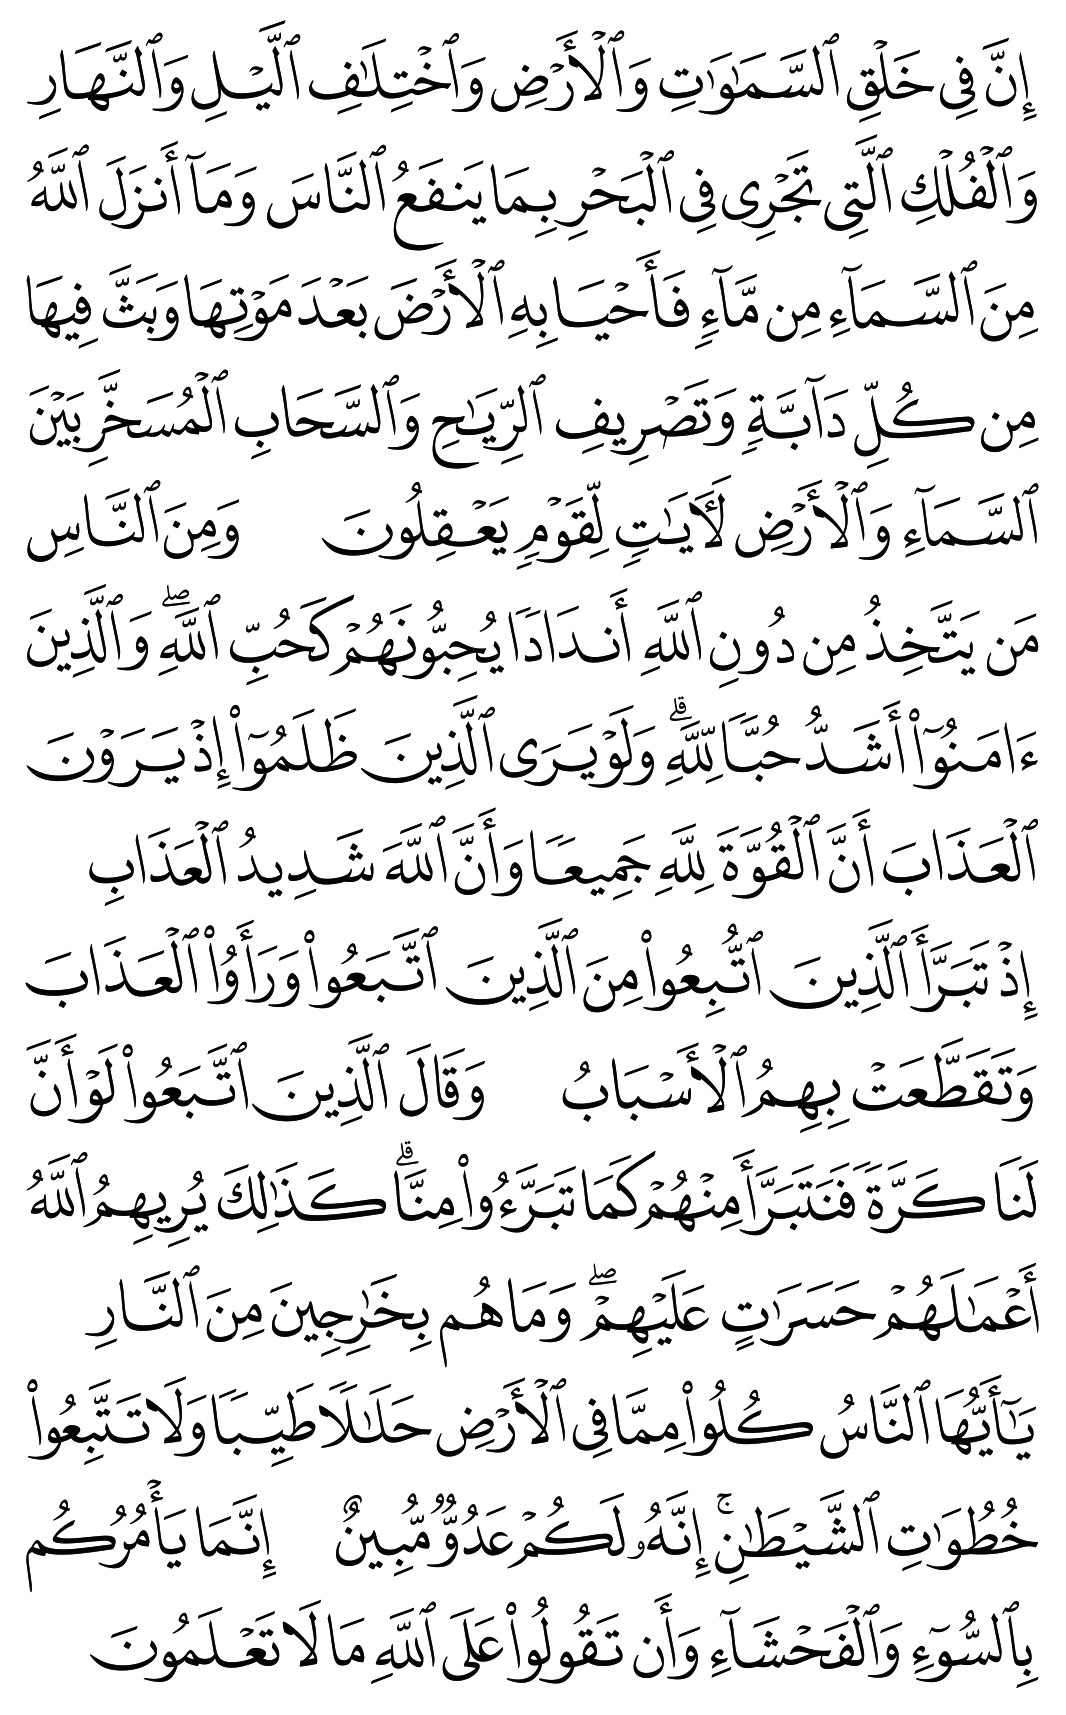 إِنَّ فِي خَلْقِ ٱلسَّمَٰوَٰتِ وَٱلْأَرْضِ وَٱخْتِلَٰفِ ٱلَّيْلِ وَٱلنَّهَارِ
وَٱلْفُلْكِ ٱلَّتِي تَجْرِي فِي ٱلْبَحْرِ بِمَا يَنفَعُ ٱلنَّاسَ وَمَآ أَنزَلَ ٱللَّهُ
مِنَ ٱلسَّمَآءِ مِن مَّآءٍ فَأَحْيَا بِهِ ٱلْأَرْضَ بَعْدَ مَوْتِهَا وَبَثَّ فِيهَا
مِن كُلِّ دَآبَّةٍ وَتَصْرِيفِ ٱلرِّيَٰحِ وَٱلسَّحَابِ ٱلْمُسَخَّرِ بَيْنَ
ٱلسَّمَآءِ وَٱلْأَرْضِ لَأٓيَٰتٍ لِّقَوْمٍ يَعْقِلُونَ وَمِنَ ٱلنَّاسِ
مَن يَتَّخِذُ مِن دُونِ ٱللَّهِ أَندَادًا يُحِبُّونَهُمْ كَحُبِّ ٱللَّهِۖ وَٱلَّذِينَ
ءَامَنُوٓا۟ أَشَدُّ حُبًّا لِّلَّهِۗ وَلَوْ يَرَى ٱلَّذِينَ ظَلَمُوٓا۟ إِذْ يَرَوْنَ
ٱلْعَذَابَ أَنَّ ٱلْقُوَّةَ لِلَّهِ جَمِيعًا وَأَنَّ ٱللَّهَ شَدِيدُ ٱلْعَذَابِ
إِذْ تَبَرَّأَ ٱلَّذِينَ ٱتُّبِعُوا۟ مِنَ ٱلَّذِينَ ٱتَّبَعُوا۟ وَرَأَوُا۟ ٱلْعَذَابَ
وَتَقَطَّعَتْ بِهِمُ ٱلْأَسْبَابُ وَقَالَ ٱلَّذِينَ ٱتَّبَعُوا۟ لَوْ أَنَّ
لَنَا كَرَّةً فَنَتَبَرَّأَ مِنْهُمْ كَمَا تَبَرَّءُوا۟ مِنَّاۗ كَذَٰلِكَ يُرِيهِمُ ٱللَّهُ
أَعْمَٰلَهُمْ حَسَرَٰتٍ عَلَيْهِمْۖ وَمَا هُم بِخَٰرِجِينَ مِنَ ٱلنَّارِ
يَٰٓأَيُّهَا ٱلنَّاسُ كُلُوا۟ مِمَّا فِي ٱلْأَرْضِ حَلَٰلًا طَيِّبًا وَلَا تَتَّبِعُوا۟
خُطُوَٰتِ ٱلشَّيْطَٰنِۚ إِنَّهُۥ لَكُمْ عَدُوٌّ مُّبِينٌ إِنَّمَا يَأْمُرُكُم
بِٱلسُّوٓءِ وَٱلْفَحْشَآءِ وَأَن تَقُولُوا۟ عَلَى ٱللَّهِ مَا لَا تَعْلَمُونَ